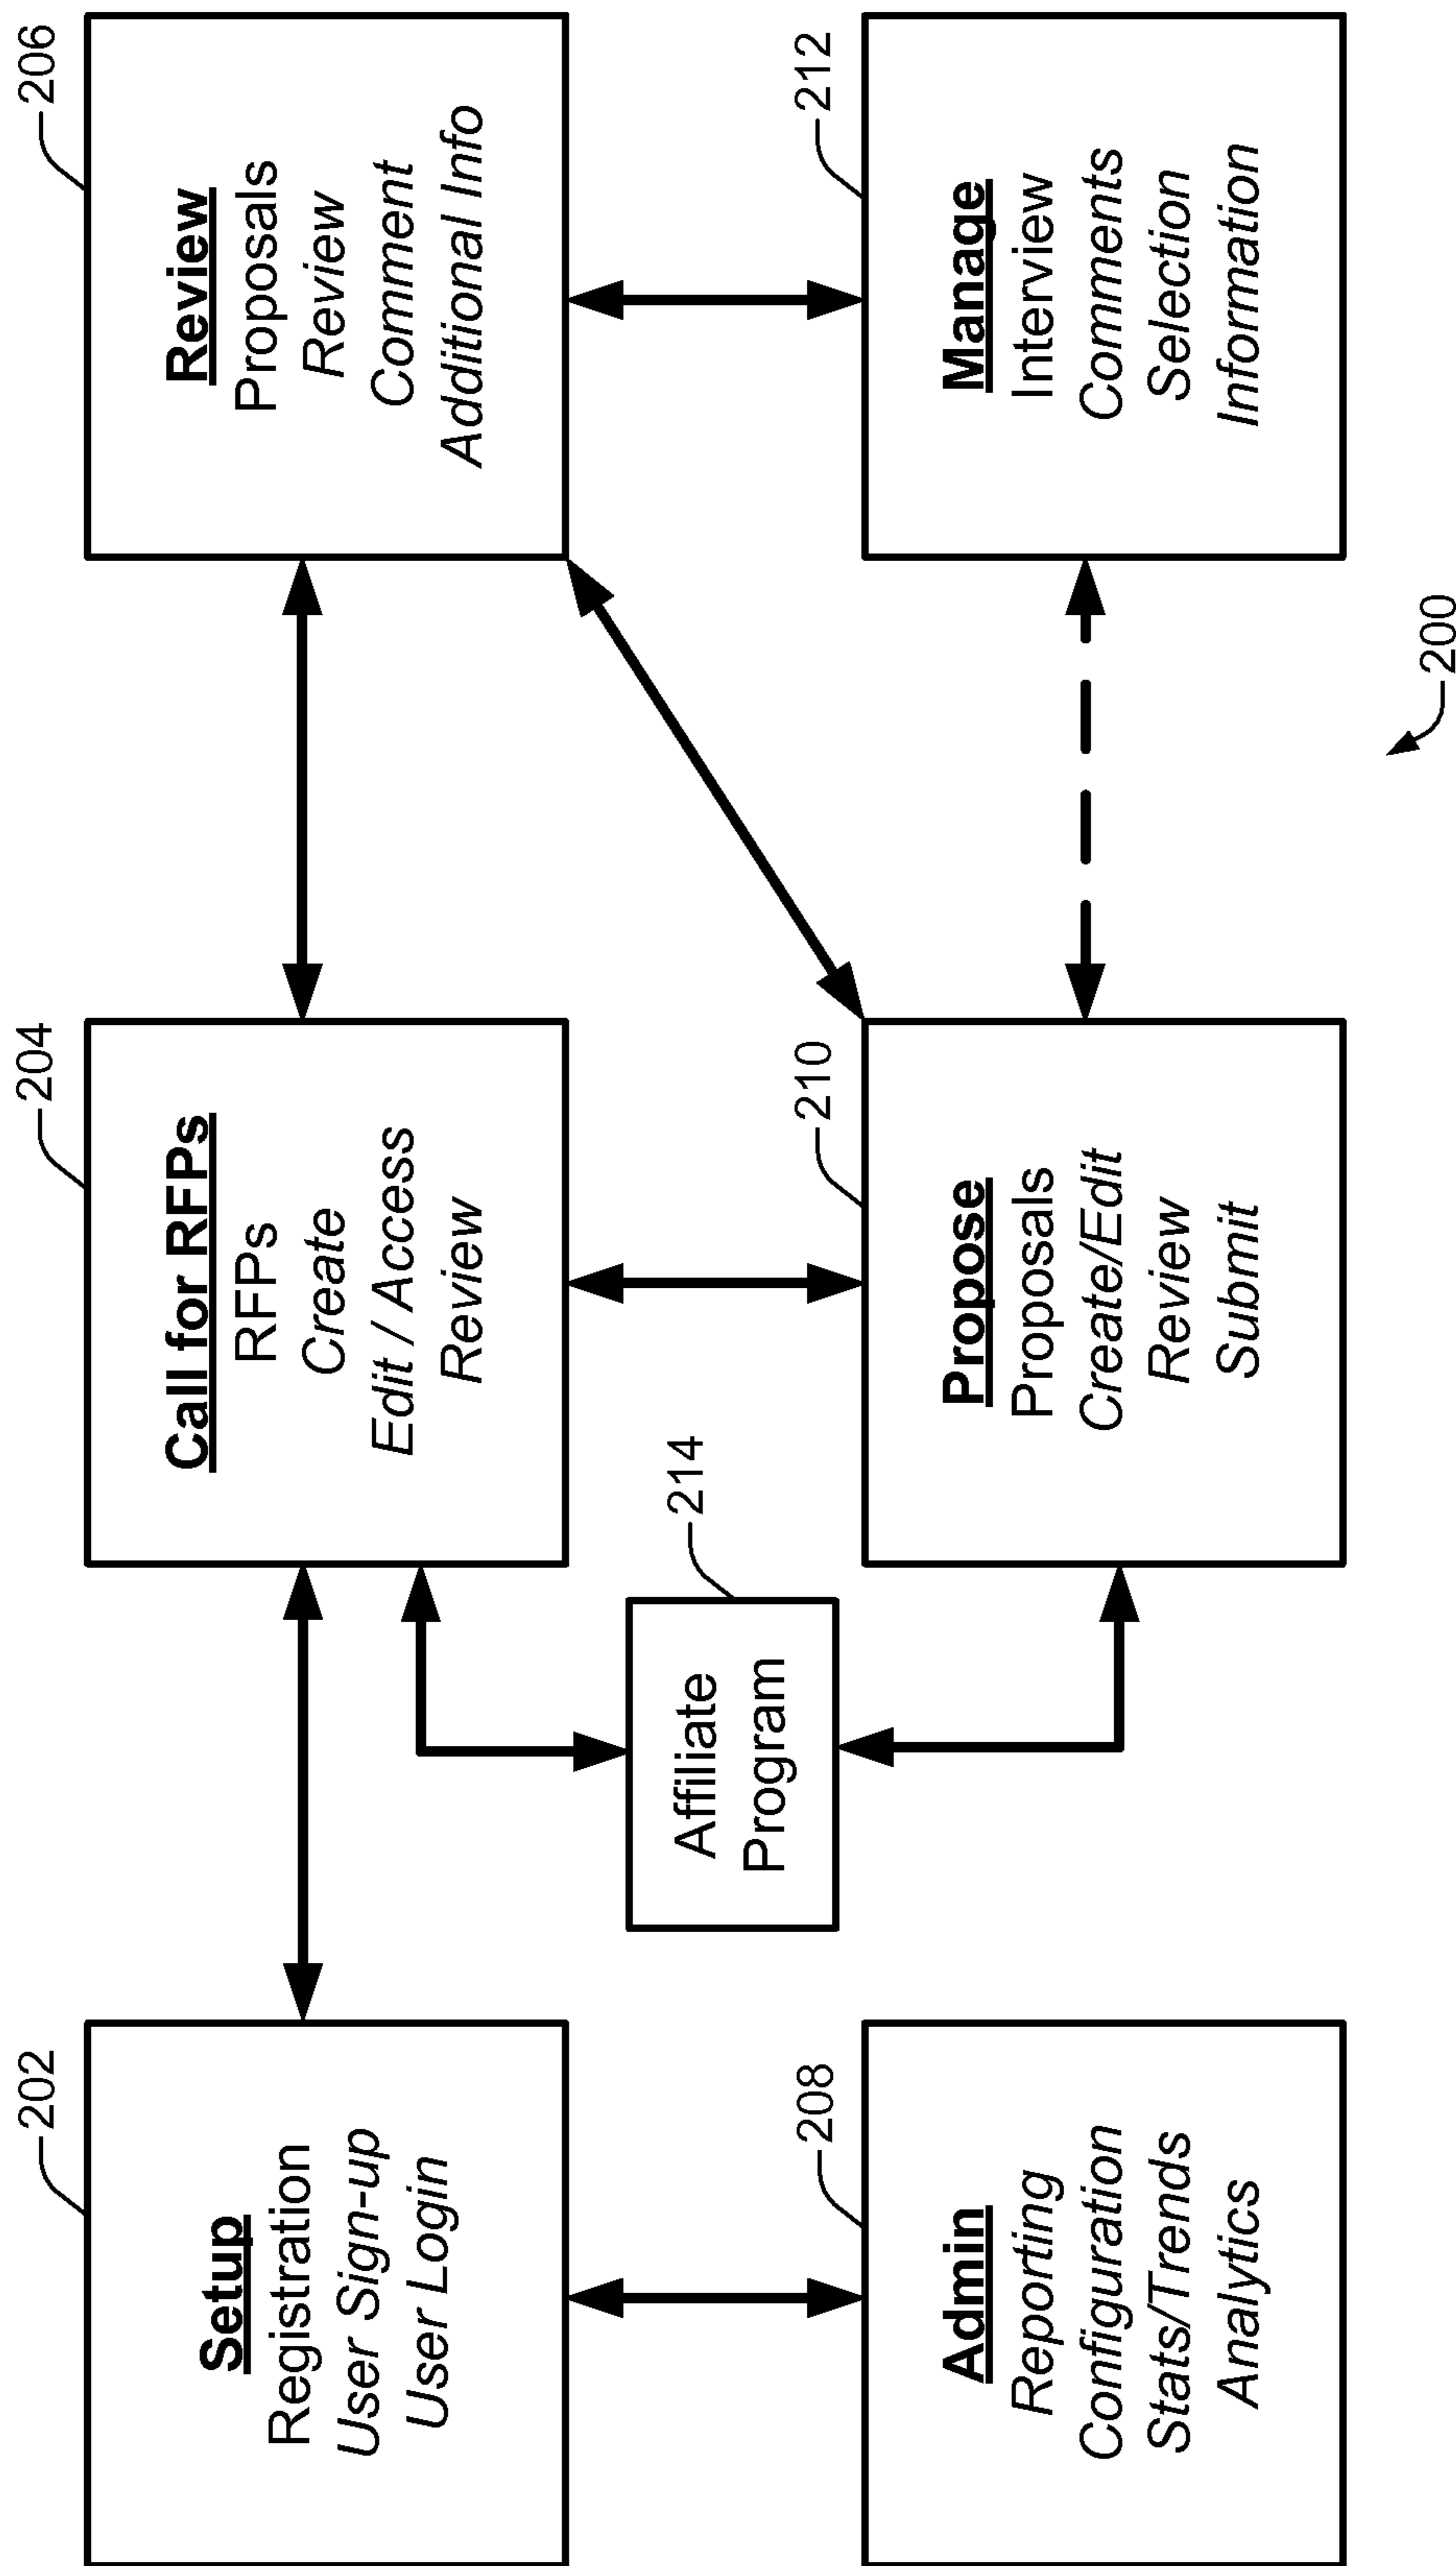 202
Setup
Registration
User Sign-up
User Login
204
Call for RFPs
RFPs
Create
Edit / Access
Review
206
Review
Proposals
Review
Comment
Additional Info
214
Affiliate
Program
208
Admin
Reporting
Configuration
Stats/Trends
Analytics
210
Propose
Proposals
Create/Edit
Review
Submit
212
Manage
Interview
Comments
Selection
Information
200